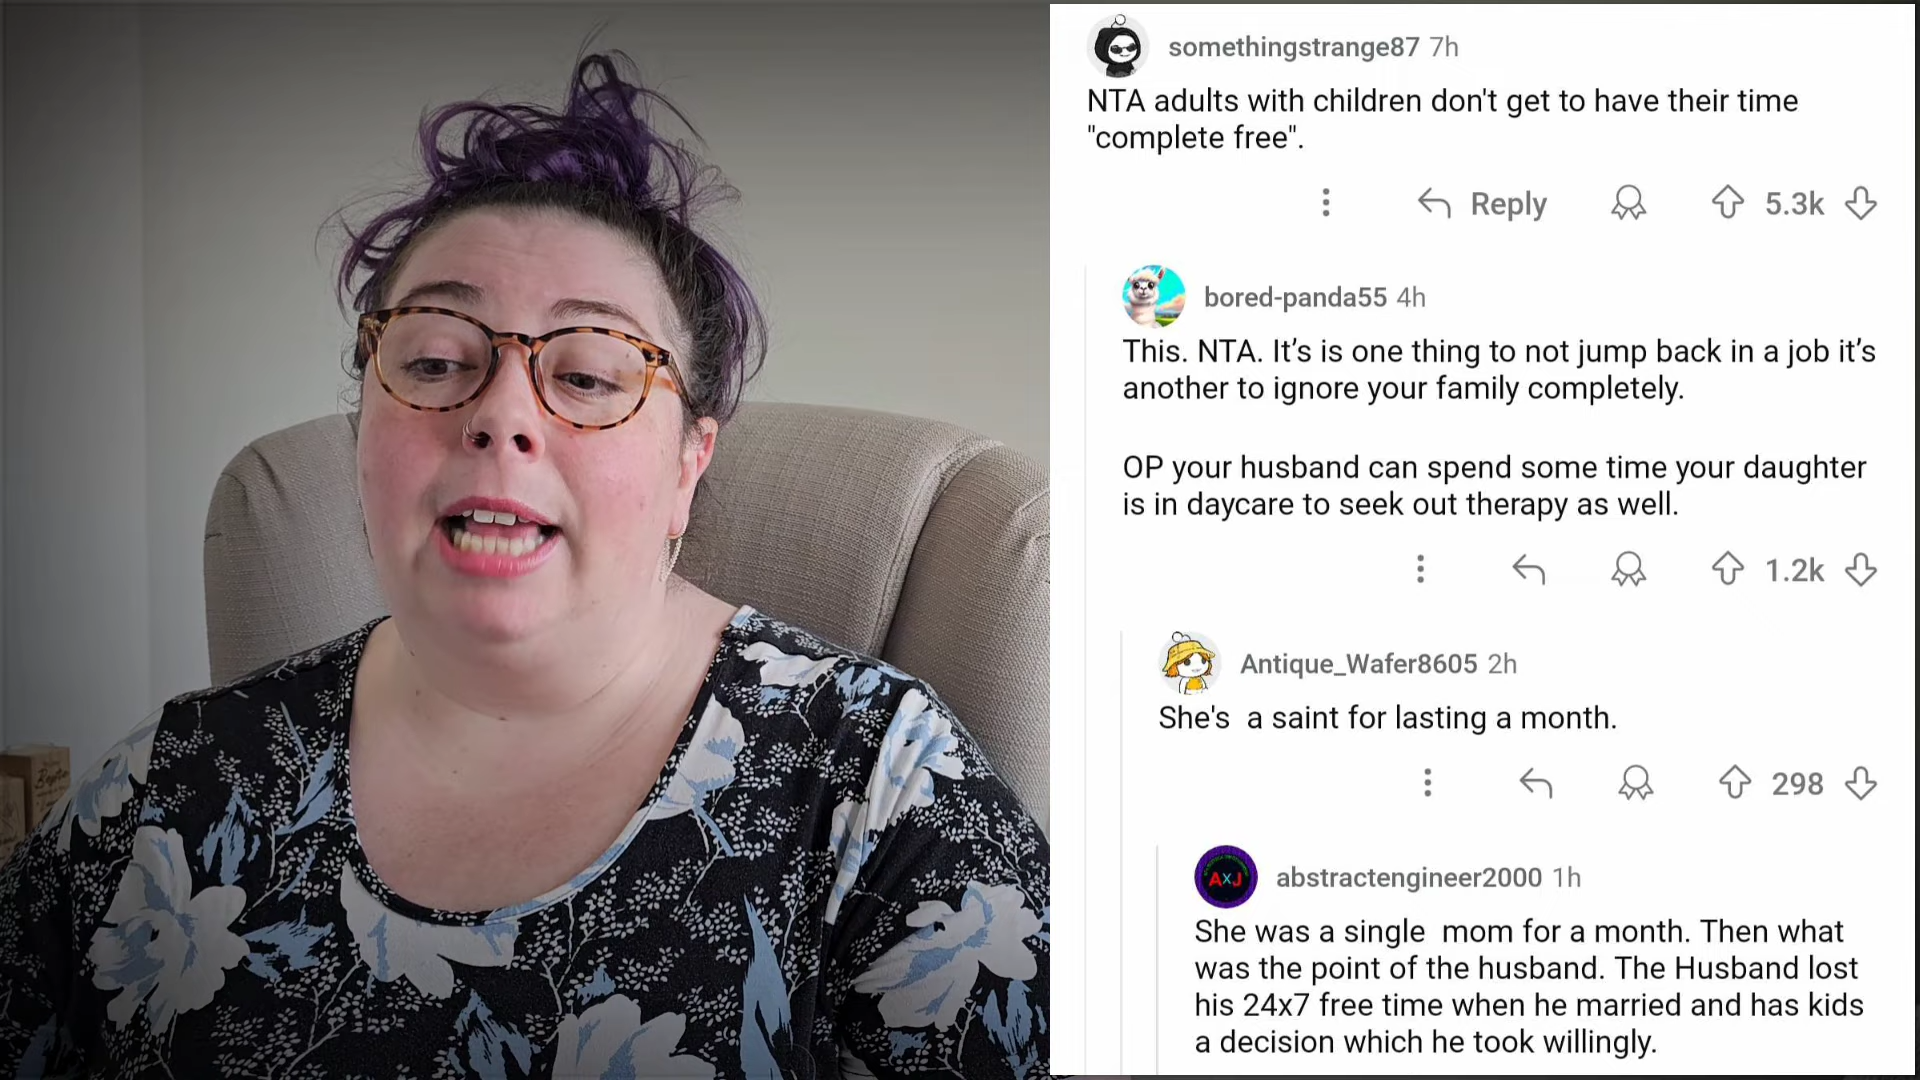 somethingstrange87 7h
NTA adults with children don't get to have their time
"complete free".
Reply
5.3k
bored-panda55 4h
This. NTA. It’s is one thing to not jump back in a job it’s
another to ignore your family completely.
OP your husband can spend some time your daughter
is in daycare to seek out therapy as well.
1.2k
Antique_Wafer8605 2h
She's a saint for lasting a month.
298
AxJ
abstractengineer2000 1h
She was a single mom for a month. Then what
was the point of the husband. The Husband lost
his 24x7 free time when he married and has kids
a decision which he took willingly.